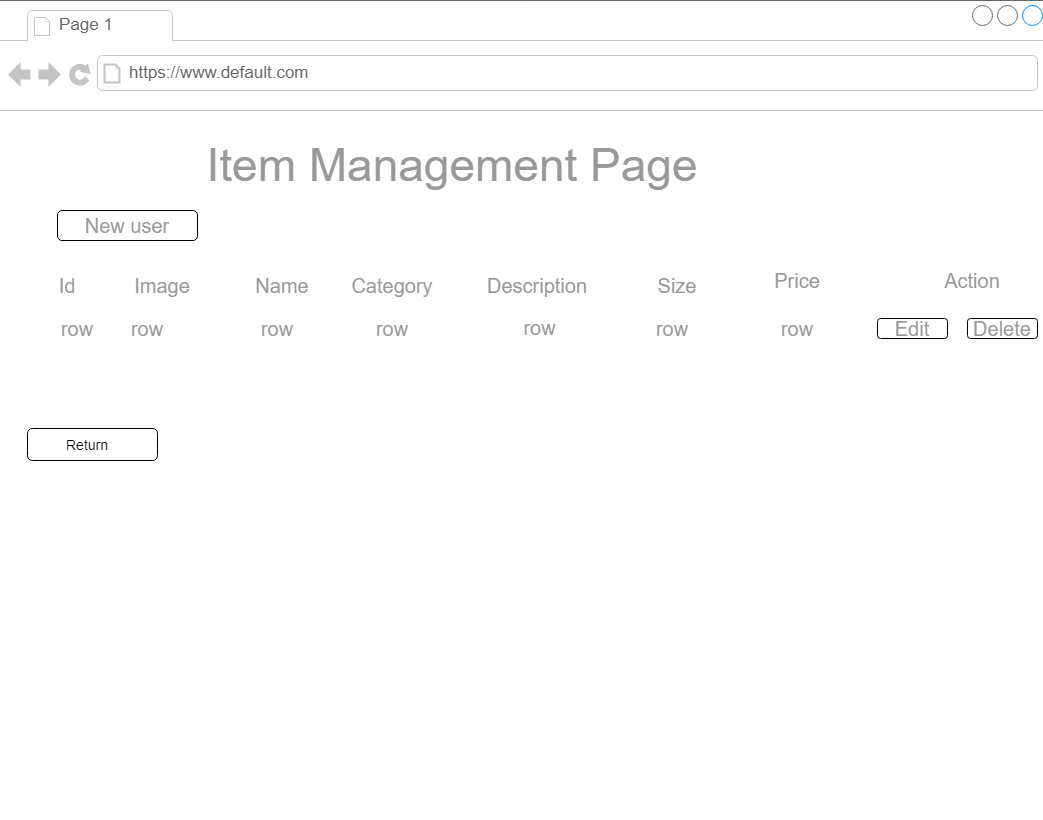 Page 1
https://www.default.com
Item Management Page
New user
Id Image Name Category Description Size Price Action
row row row row row row row Edit Delete
Return